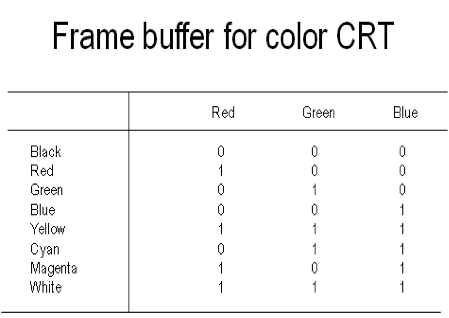 Frame buffer for color CRT
Red Green Blue
Black 0 0 0
Red 1 0 0
Green 0 1 0
Blue 0 0 1
Yellow 1 1 1
Cyan 0 1 1
Magenta 1 0 1
White 1 1 1